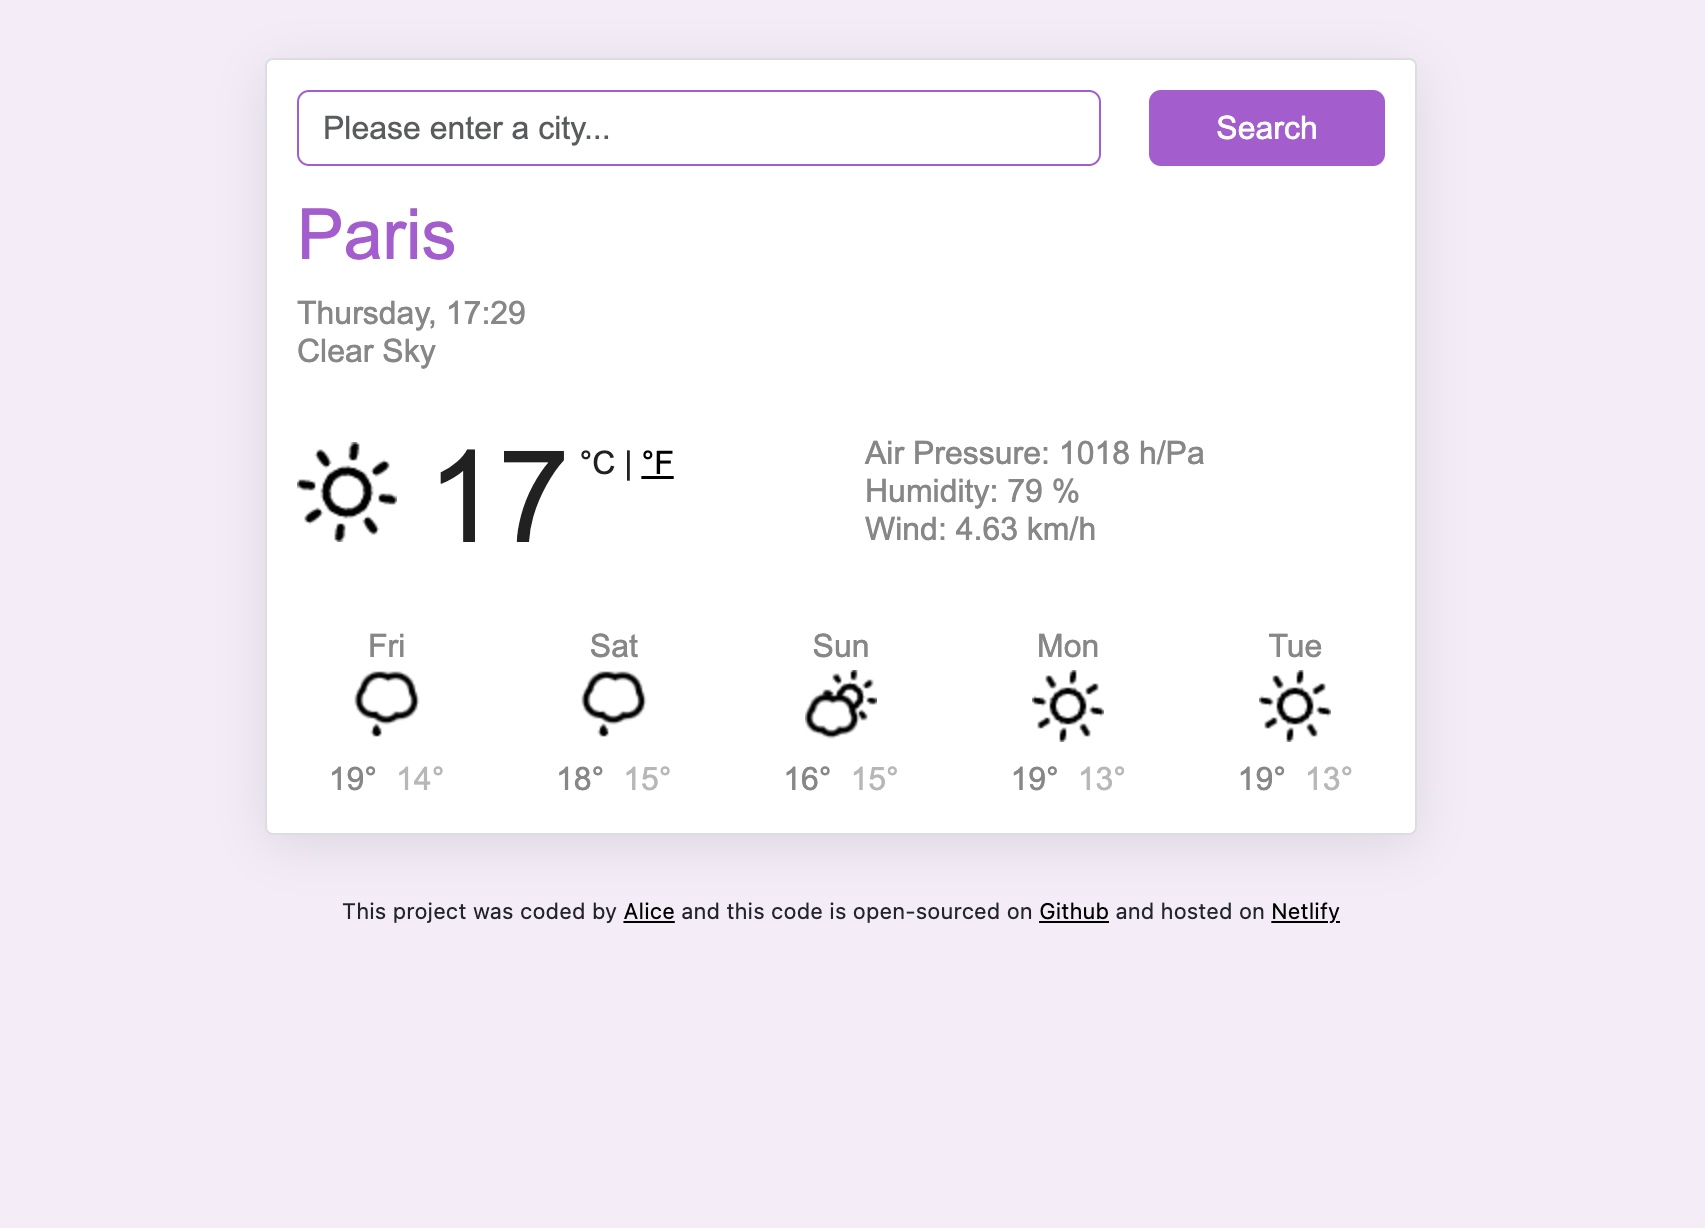 Please enter a city...
Search
Paris
Thursday, 17:29
Clear Sky
17 °C | °F
Air Pressure: 1018 h/Pa
Humidity: 79 %
Wind: 4.63 km/h
Fri Sat Sun Mon Tue
19° 14° 18° 15° 16° 15° 19° 13° 19° 13°
This project was coded by Alice and this code is open-sourced on Github and hosted on Netlify